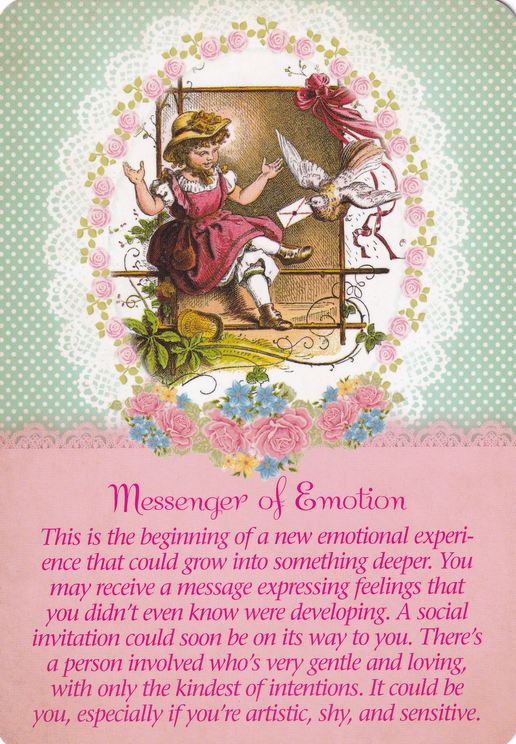 Messenger of Emotion
This is the beginning of a new emotional experi-
ence that could grow into something deeper. You
may receive a message expressing feelings that
you didn't even know were developing. A social
invitation could soon be on its way to you. There's
a person involved who's very gentle and loving,
with only the kindest of intentions. It could be
you, especially if you're artistic, shy, and sensitive.